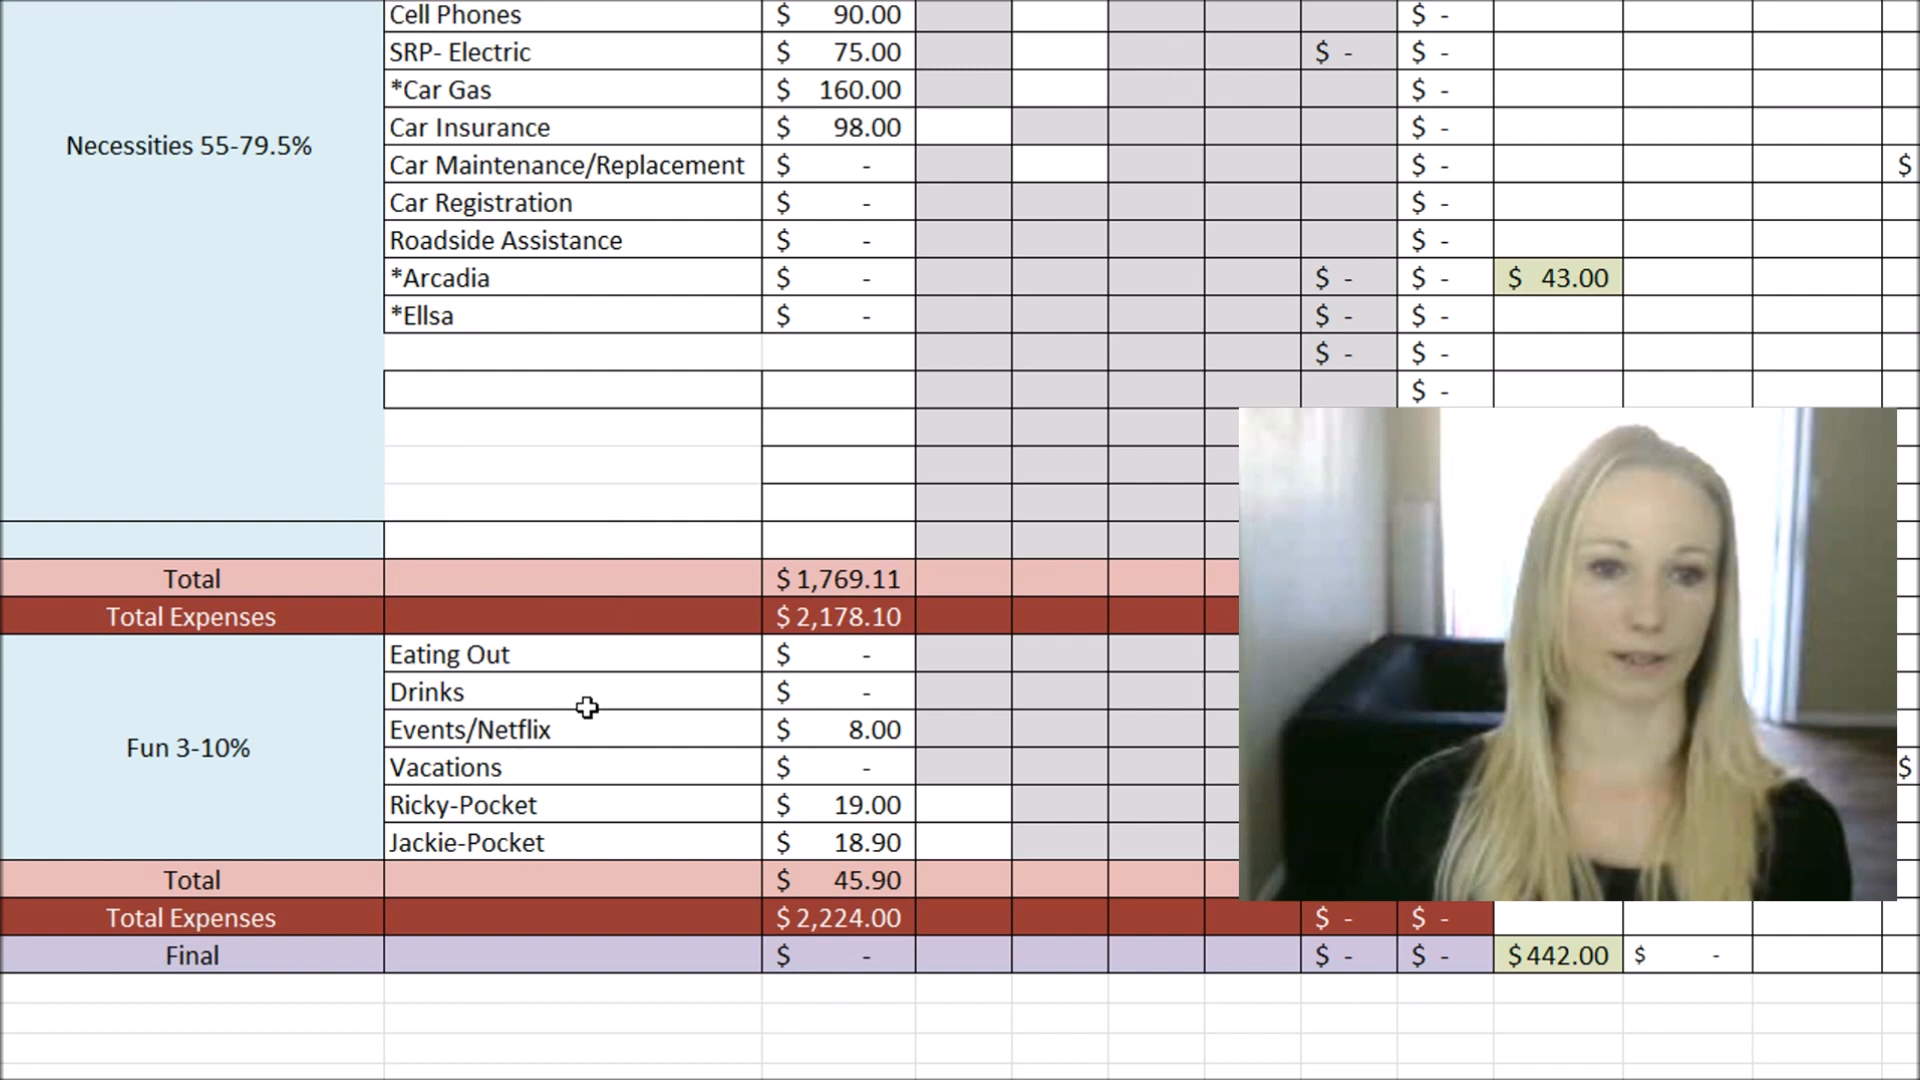 Cell Phones $ 90.00 $ -
SRP- Electric $ 75.00 $ - $ -
*Car Gas $ 160.00 $ -
Car Insurance $ 98.00 $ -
Necessities 55-79.5%
Car Maintenance/Replacement $ - $ - $
Car Registration $ - $ -
Roadside Assistance $ - $ -
*Arcadia $ - $ - $ - $ 43.00
*Ellsa $ - $ - $ -
$ - $ -
$ -
Total $ 1,769.11
Total Expenses $ 2,178.10
Eating Out $ -
Drinks $ -
Events/Netflix $ 8.00
Fun 3-10%
Vacations $ - $
Ricky-Pocket $ 19.00
Jackie-Pocket $ 18.90
Total $ 45.90
Total Expenses $ 2,224.00 $ - $ -
Final $ - $ - $ - $ 442.00 $ -